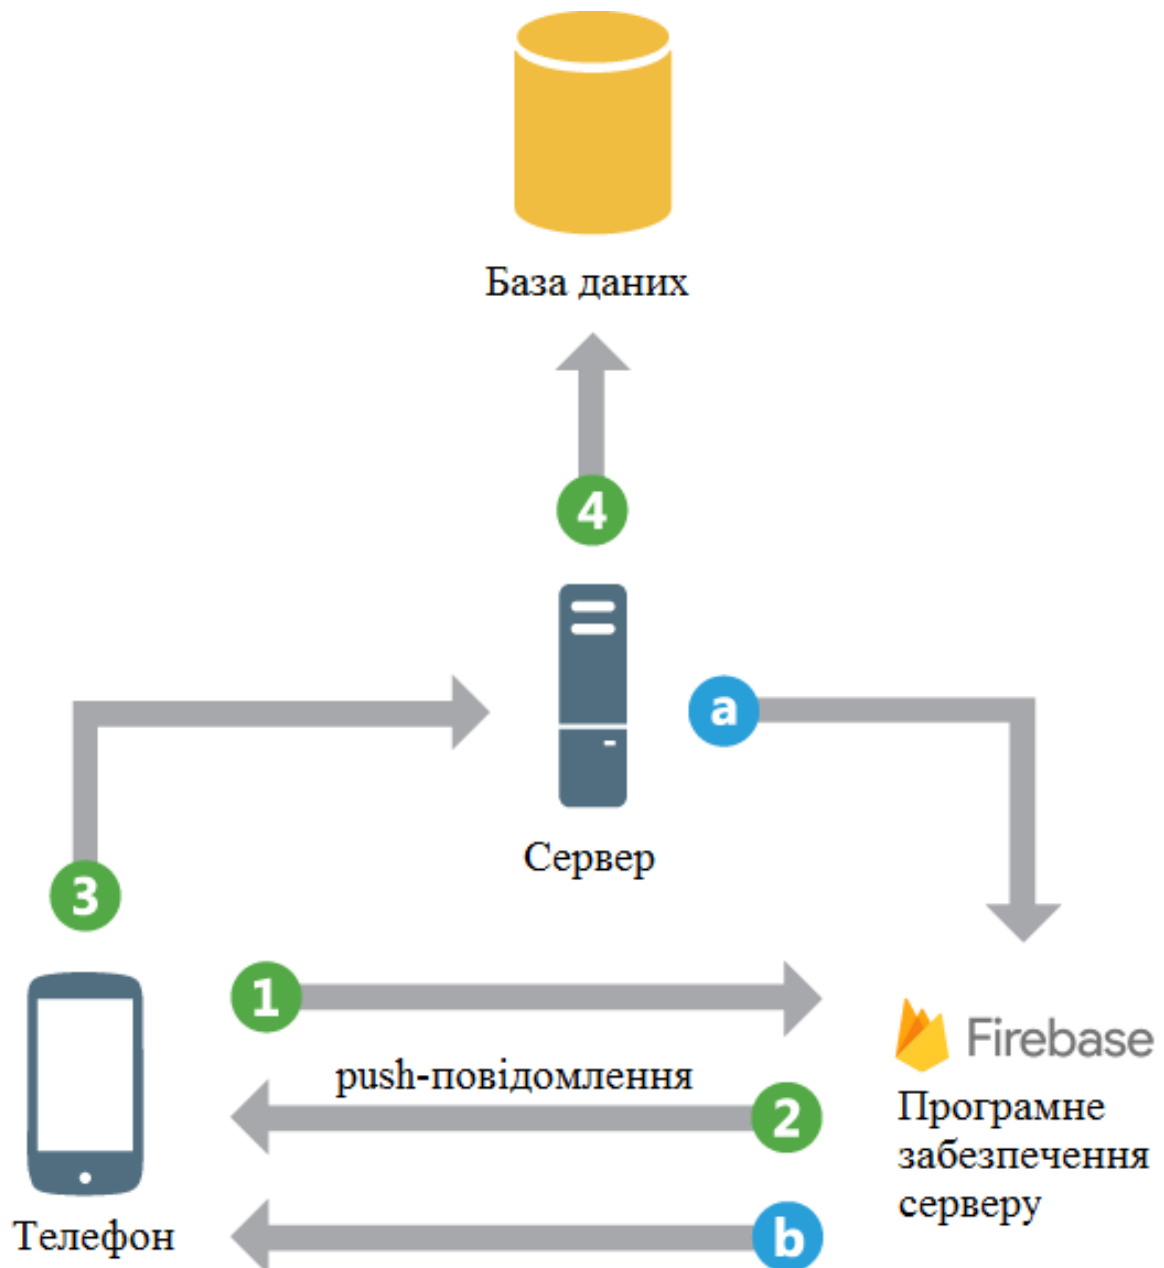 База даних
4
a
Сервер
3
1
Firebase
push-повідомлення
2
Програмне
забезпечення
серверу
Телефон
b